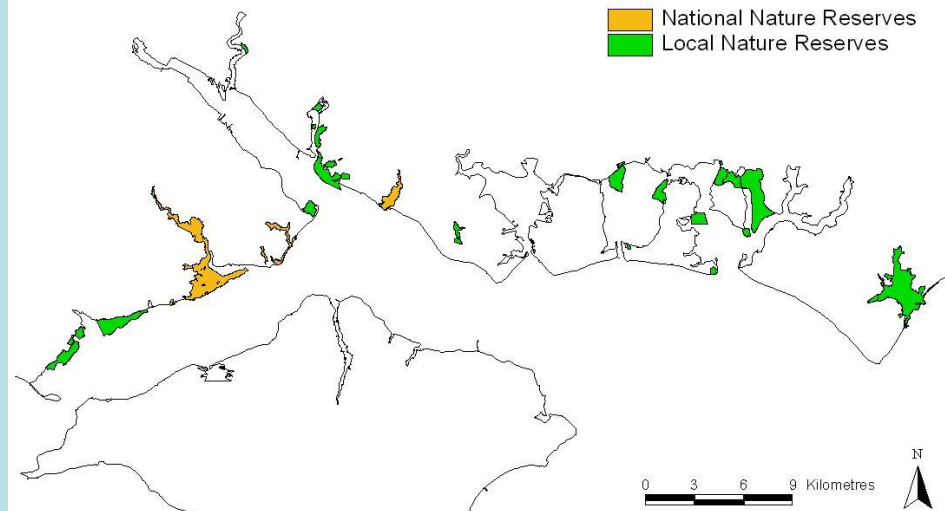 National Nature Reserves
Local Nature Reserves
N
0 3 6 9 Kilometres